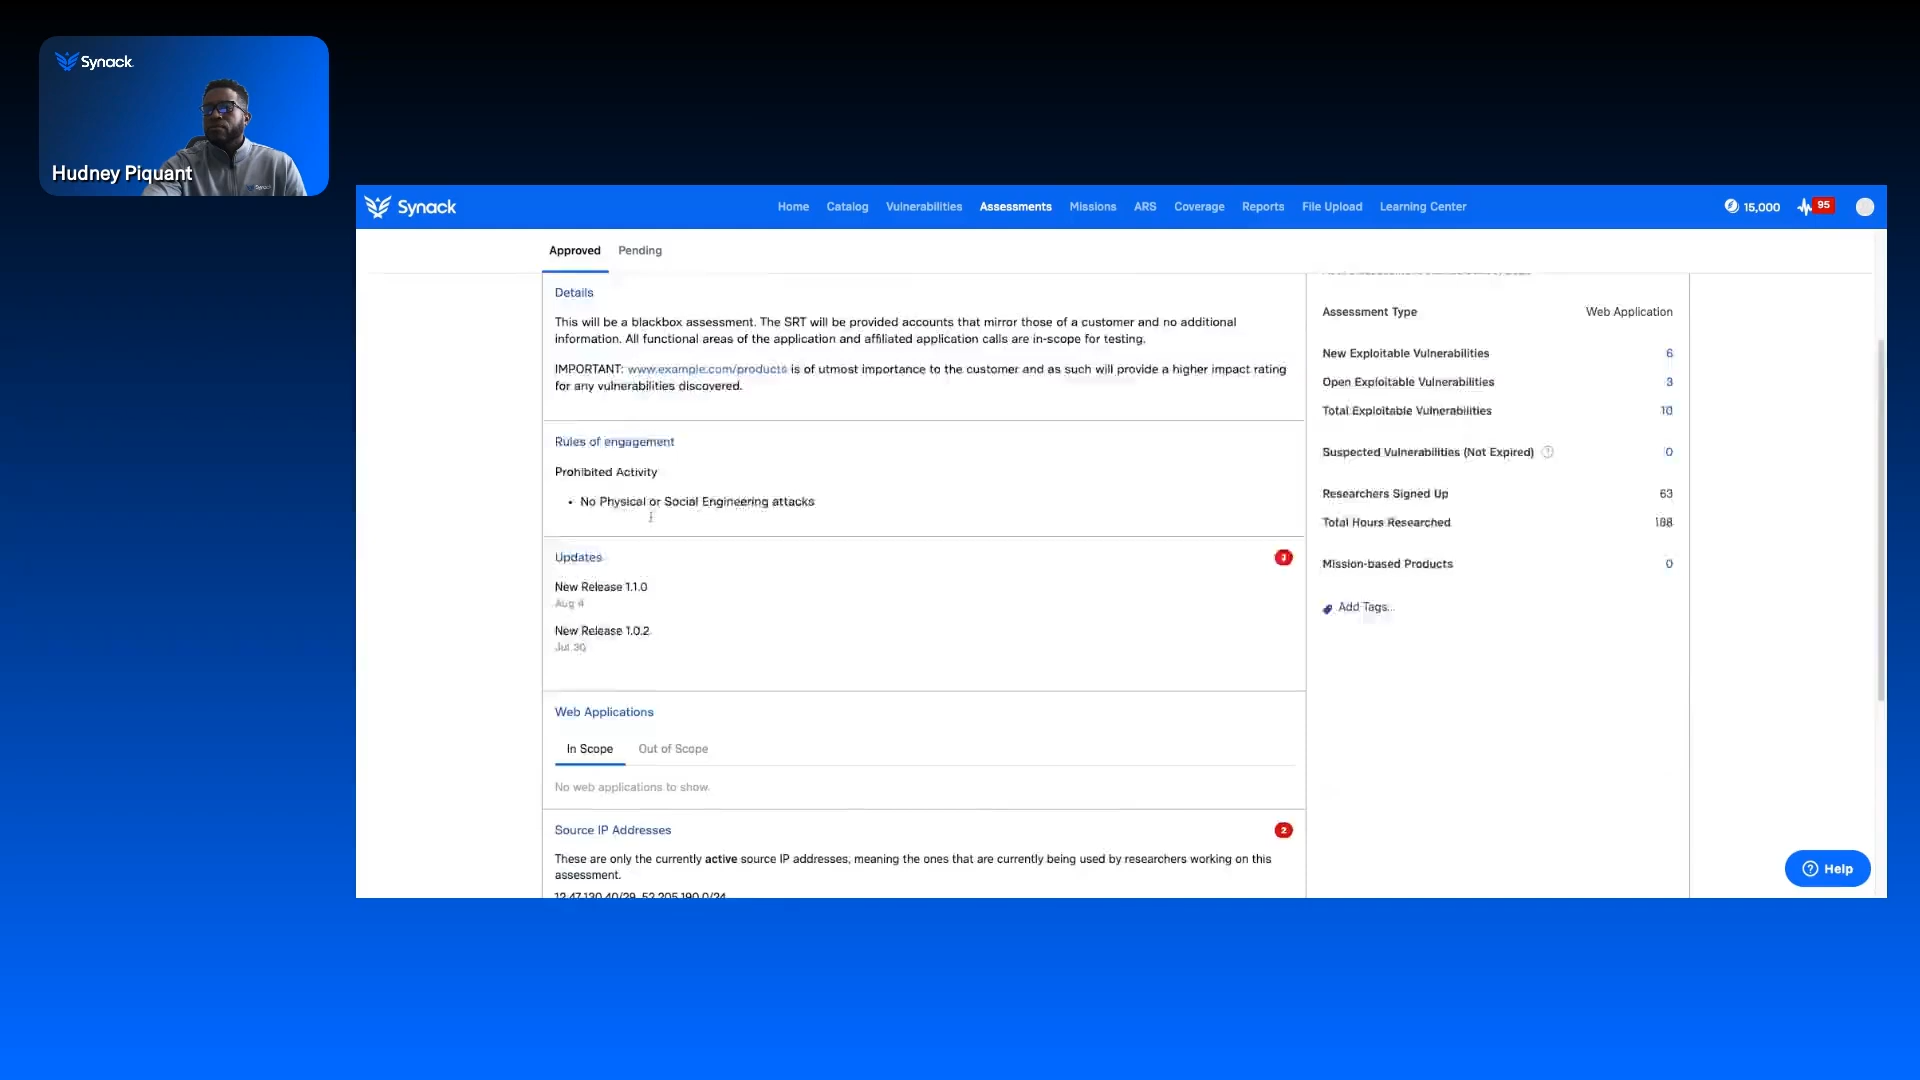 Synack
Hudney Piquant
Synack
Home Catalog Vulnerabilities Assessments Missions ARS Coverage Reports File Upload Learning Center
15,000
95
Approved Pending
Details
This will be a blackbox assessment. The SRT will be provided accounts that mirror those of a customer and no additional
information. All functional areas of the application and affiliated application calls are in-scope for testing.
IMPORTANT: www.example.com/products is of utmost importance to the customer and as such will provide a higher impact rating
for any vulnerabilities discovered.
Rules of engagement
Prohibited Activity
• No Physical or Social Engineering attacks
Updates
New Release 1.1.0
Aug 4
New Release 1.0.2
Jul 30
Web Applications
In Scope Out of Scope
No web applications to show.
Source IP Addresses
2
These are only the currently active source IP addresses, meaning the ones that are currently being used by researchers working on this
assessment.
Assessment Type Web Application
New Exploitable Vulnerabilities 6
Open Exploitable Vulnerabilities 3
Total Exploitable Vulnerabilities 10
Suspected Vulnerabilities (Not Expired) ? 0
Researchers Signed Up 63
Total Hours Researched
Mission-based Products 0
Add Tags...
? Help